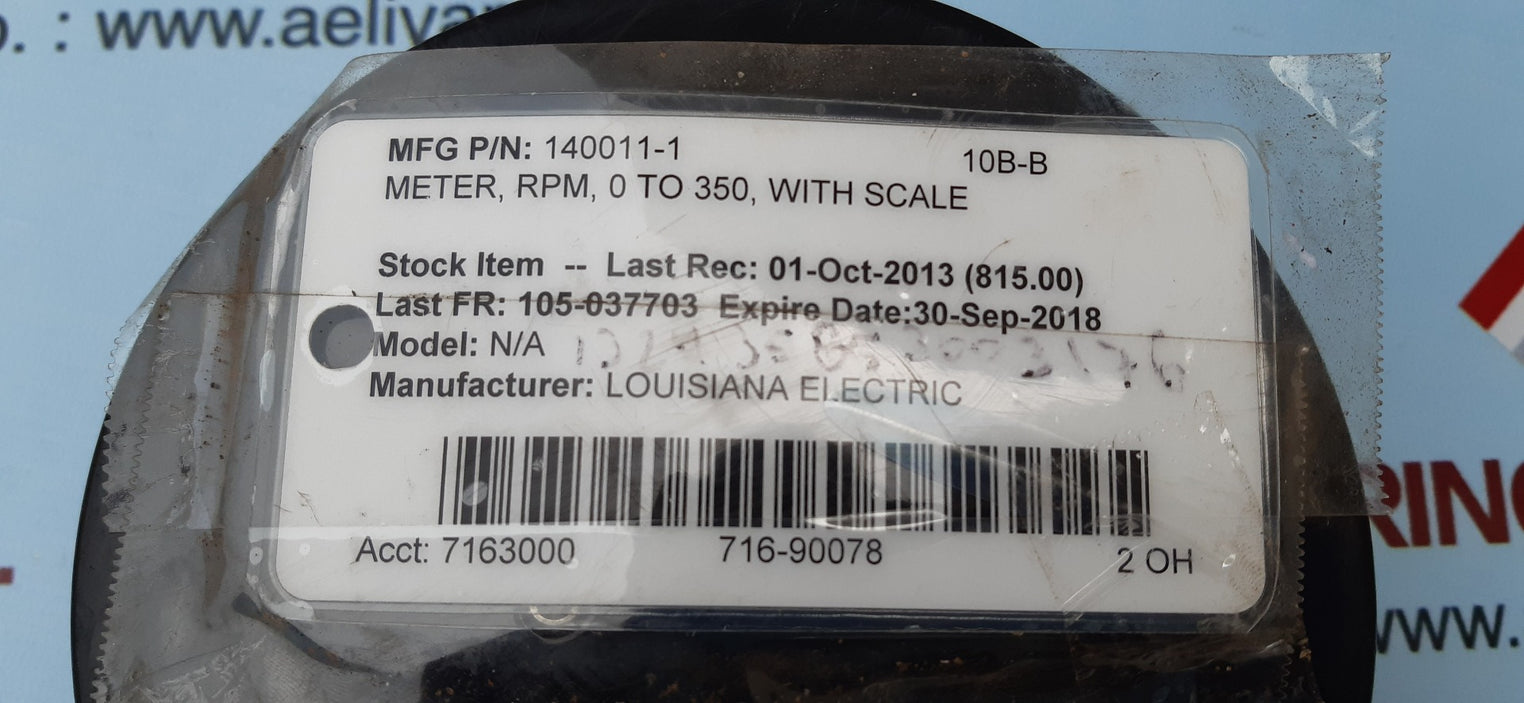 www.aeliya
MFG P/N: 140011-1 10B-B
METER, RPM, 0 TO 350, WITH SCALE
Stock Item -- Last Rec: 01-Oct-2013 (815.00)
Last FR: 105-037703 Expire Date:30-Sep-2018
Model: N/A
Manufacturer: LOUISIANA ELECTRIC
Acct: 7163000 716-90078 2 OH
RING
www.